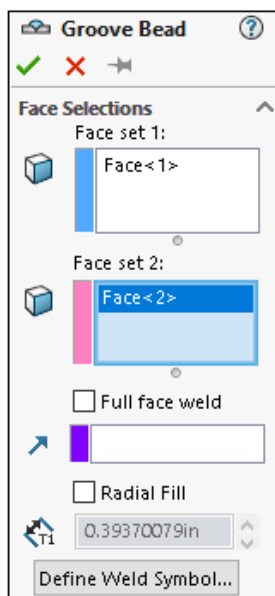 Groove Bead
Face Selections
Face set 1:
Face<1>
Face set 2:
Face<2>
Full face weld
Radial Fill
T1
0.39370079in
Define Weld Symbol...